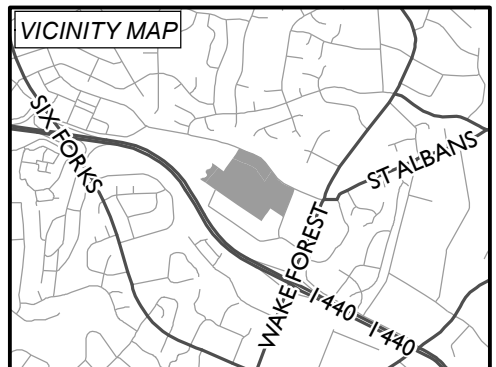 VICINITY MAP
SIX FORKS
ST ALBANS
WAKE FOREST
I 440
I 440